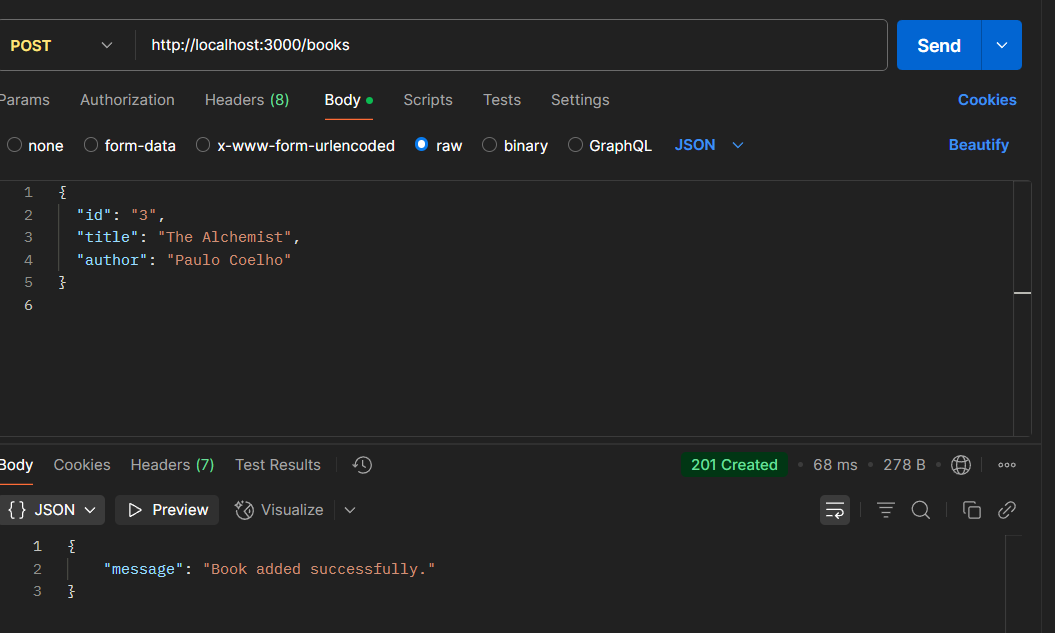 POST http://localhost:3000/books Send
Params Authorization Headers (8) Body Scripts Tests Settings Cookies
none form-data x-www-form-urlencoded raw binary GraphQL JSON Beautify
1 {
2 "id": "3",
3 "title": "The Alchemist",
4 "author": "Paulo Coelho"
5 }
6
Body Cookies Headers (7) Test Results 201 Created • 68 ms • 278 B •
{} JSON Preview Visualize
1 {
2 "message": "Book added successfully."
3 }